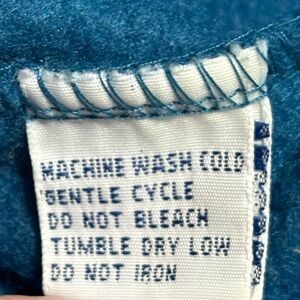 MACHINE WASH COLD
GENTLE CYCLE
DO NOT BLEACH
TUMBLE DRY LOW
DO NOT IRON